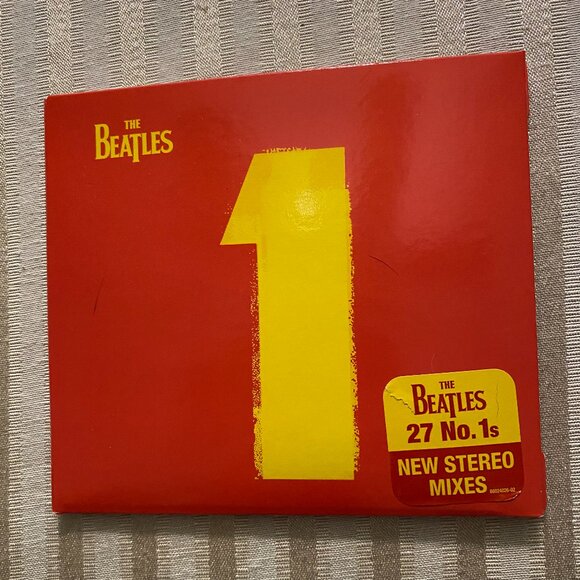 THE
BEATLES
1
THE
BEATLES
27 No.1s
NEW STEREO
MIXES